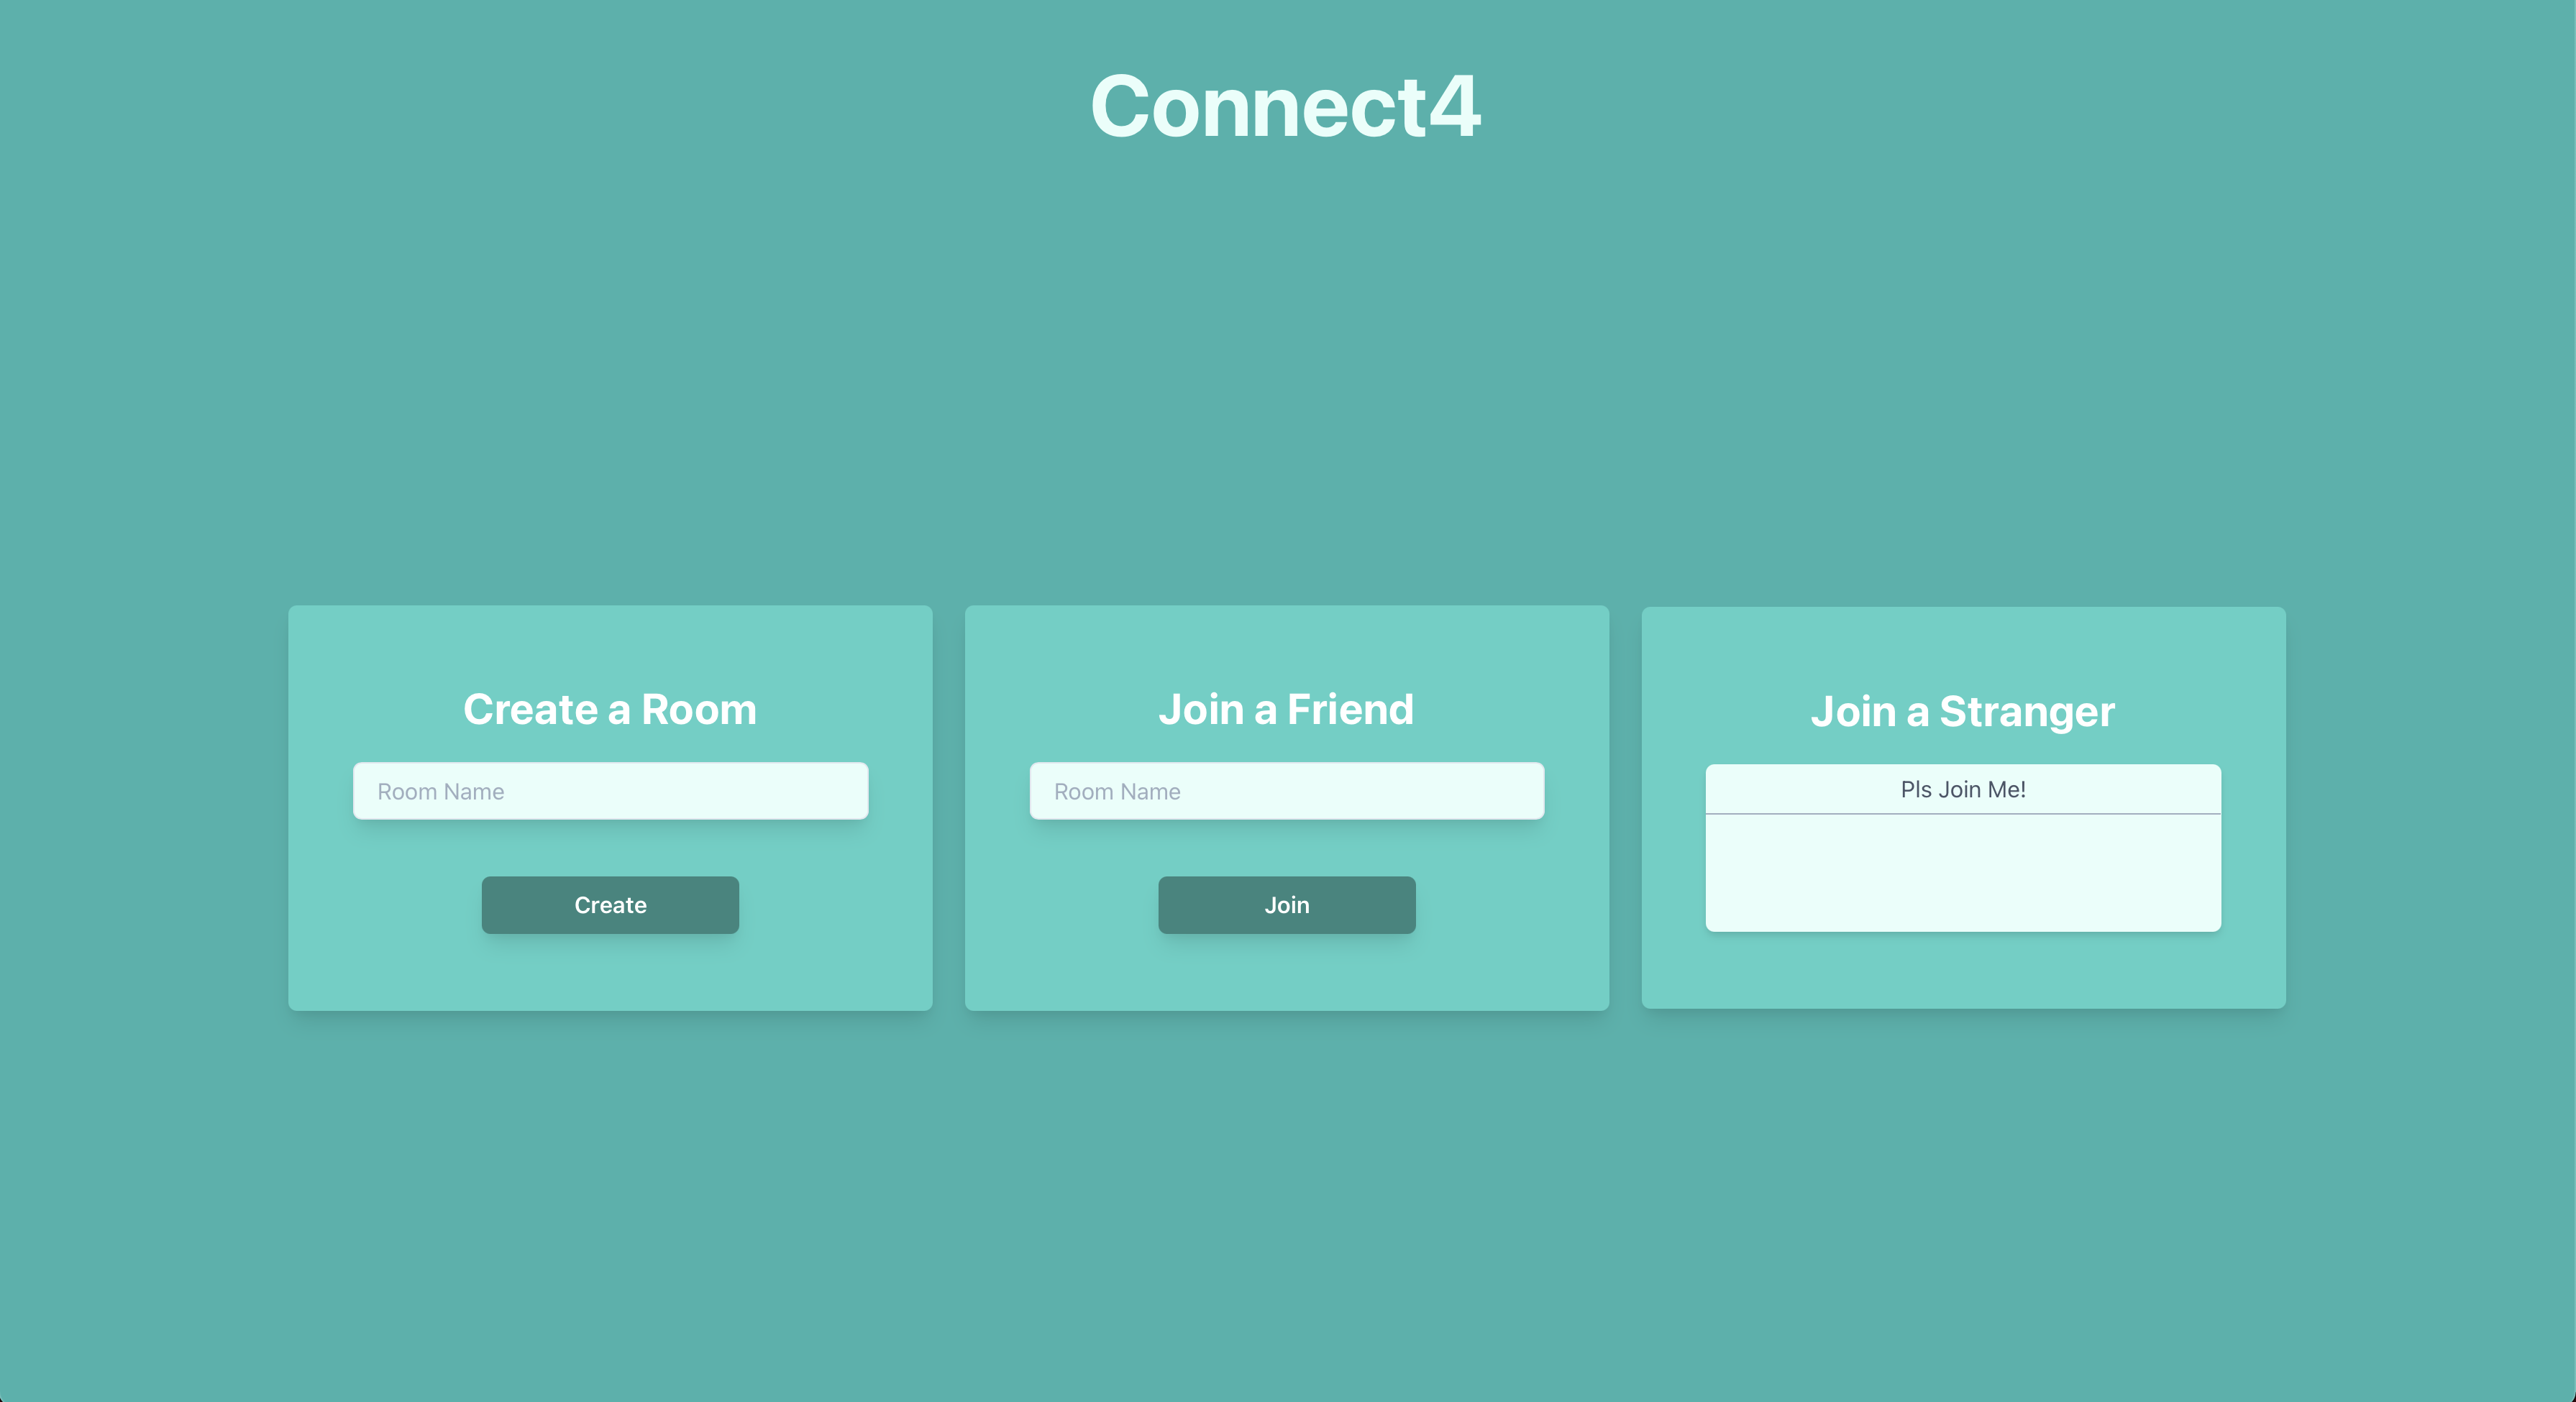 Connect4
Create a Room
Room Name
Create
Join a Friend
Room Name
Join
Join a Stranger
Pls Join Me!